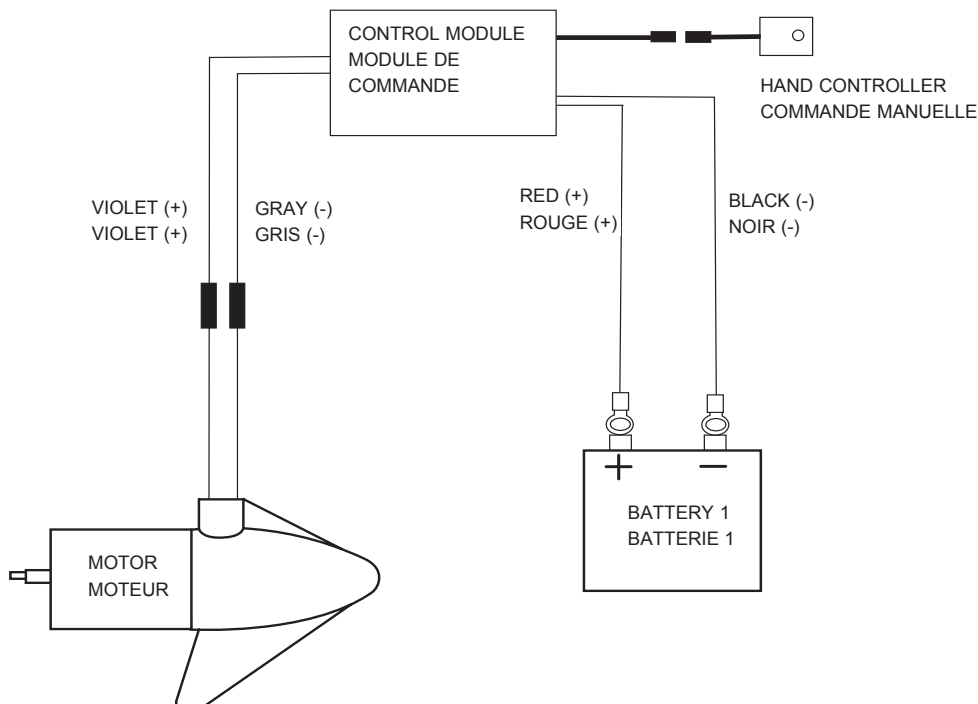 CONTROL MODULE
MODULE DE
COMMANDE
HAND CONTROLLER
COMMANDE MANUELLE
VIOLET (+)
VIOLET (+)
GRAY (-)
GRIS (-)
RED (+)
ROUGE (+)
BLACK (-)
NOIR (-)
+
−
BATTERY 1
BATTERIE 1
MOTOR
MOTEUR